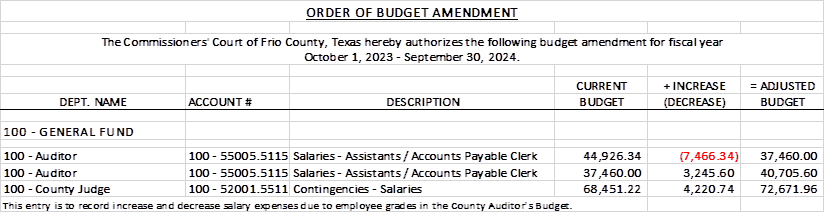 ORDER OF BUDGET AMENDMENT
The Commissioners' Court of Frio County, Texas hereby authorizes the following budget amendment for fiscal year
October 1, 2023 - September 30, 2024.
CURRENT + INCREASE = ADJUSTED
DEPT. NAME ACCOUNT # DESCRIPTION BUDGET (DECREASE) BUDGET
100 - GENERAL FUND
100 - Auditor 100 - 55005.5115 Salaries - Assistants / Accounts Payable Clerk 44,926.34 (7,466.34) 37,460.00
100 - Auditor 100 - 55005.5115 Salaries - Assistants / Accounts Payable Clerk 37,460.00 3,245.60 40,705.60
100 - County Judge 100 - 52001.5511 Contingencies - Salaries 68,451.22 4,220.74 72,671.96
This entry is to record increase and decrease salary expenses due to employee grades in the County Auditor's Budget.